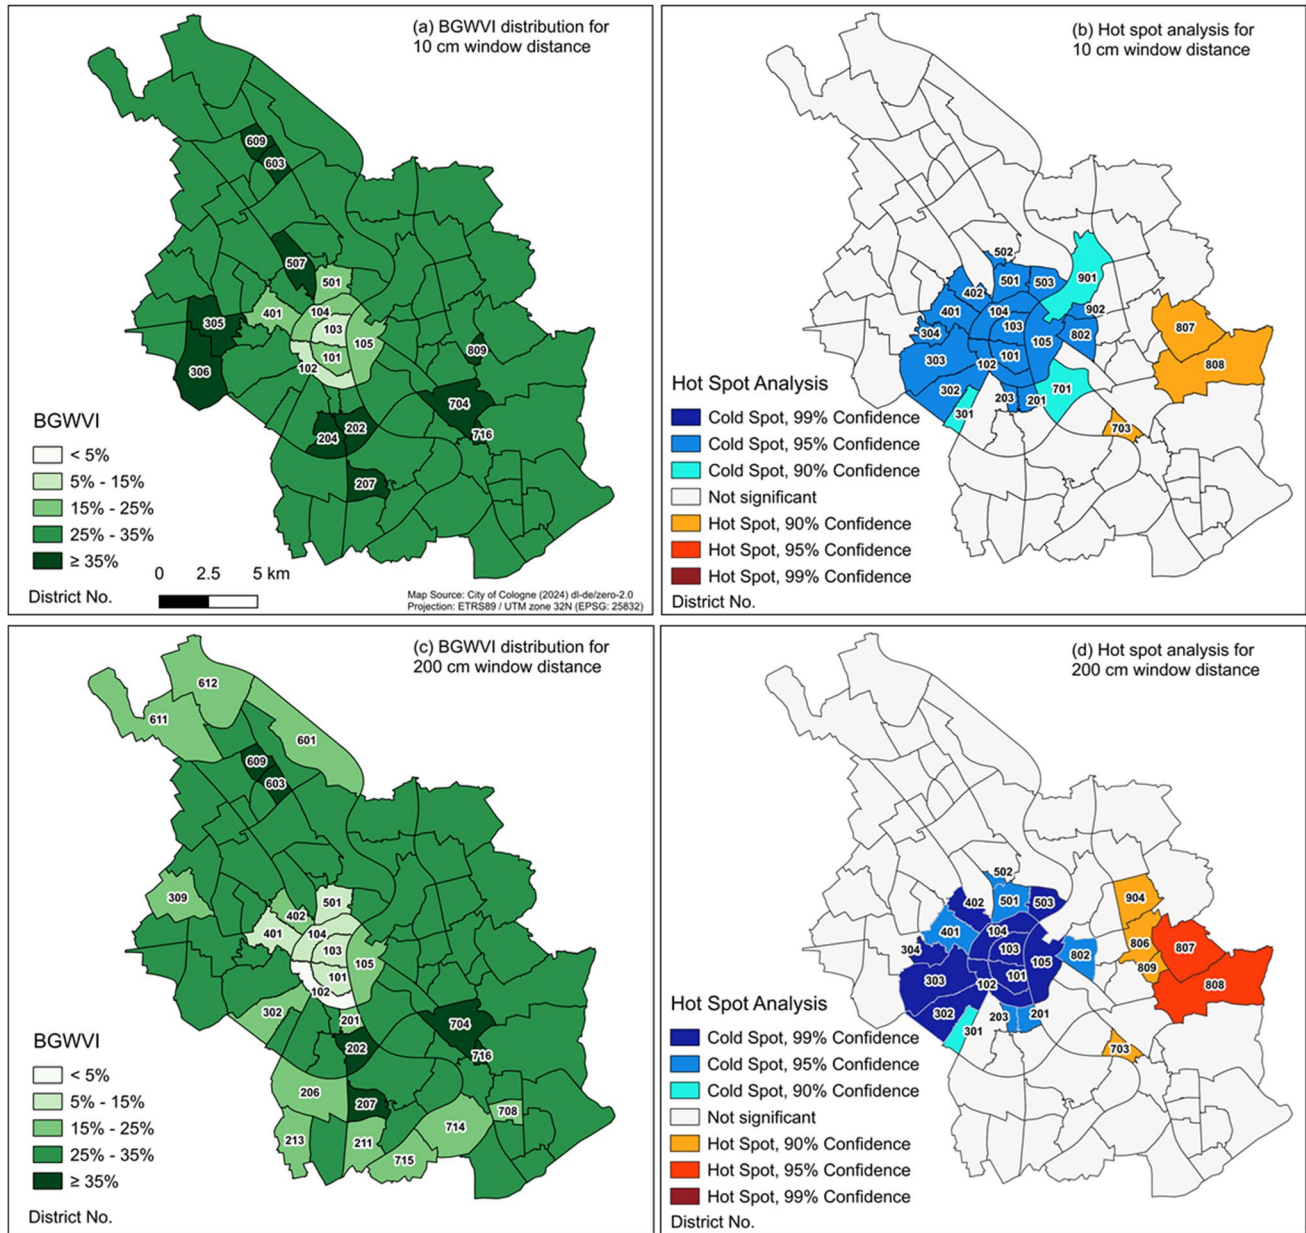 (a) BGWVI distribution for
10 cm window distance
609
603
507
501
401
104
103
105
305
101
102
306
809
704
202
204
716
207
BGWVI
< 5%
5% - 15%
15% - 25%
25% - 35%
≥ 35%
District No.
0 2.5 5 km
Map Source: City of Cologne (2024) dl-de/zero-2.0
Projection: ETRS89 / UTM zone 32N (EPSG: 25832)
(b) Hot spot analysis for
10 cm window distance
502
501
503
901
402
401
104
902
103
304
802
105
807
303
101
102
808
302
203
201
701
301
703
Hot Spot Analysis
Cold Spot, 99% Confidence
Cold Spot, 95% Confidence
Cold Spot, 90% Confidence
Not significant
Hot Spot, 90% Confidence
Hot Spot, 95% Confidence
Hot Spot, 99% Confidence
District No.
(c) BGWVI distribution for
200 cm window distance
612
611
601
609
603
309
501
402
401
104
103
105
101
102
302
201
704
202
716
206
207
708
714
213
211
715
BGWVI
< 5%
5% - 15%
15% - 25%
25% - 35%
≥ 35%
District No.
(d) Hot spot analysis for
200 cm window distance
502
501
503
402
904
401
104
103
304
105
802
806
807
303
101
809
102
808
302
203
201
301
703
Hot Spot Analysis
Cold Spot, 99% Confidence
Cold Spot, 95% Confidence
Cold Spot, 90% Confidence
Not significant
Hot Spot, 90% Confidence
Hot Spot, 95% Confidence
Hot Spot, 99% Confidence
District No.